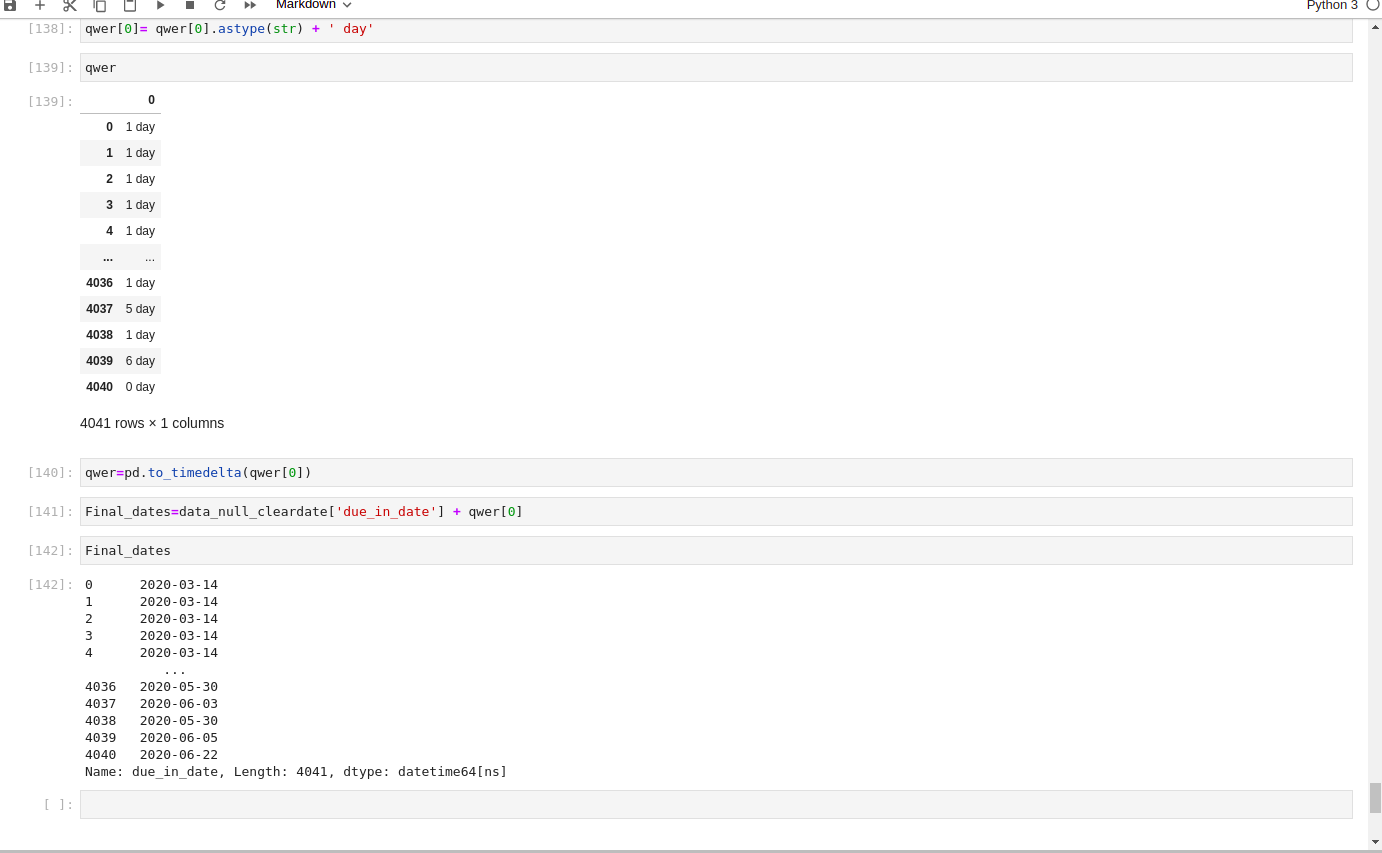 Markdown
Python 3
[138]: qwer[0]= qwer[0].astype(str) + ' day'
[139]: qwer
[139]:
0
0 1 day
1 1 day
2 1 day
3 1 day
4 1 day
... ...
4036 1 day
4037 5 day
4038 1 day
4039 6 day
4040 0 day
4041 rows × 1 columns
[140]: qwer=pd.to_timedelta(qwer[0])
[141]: Final_dates=data_null_cleardate['due_in_date'] + qwer[0]
[142]: Final_dates
[142]: 0 2020-03-14
1 2020-03-14
2 2020-03-14
3 2020-03-14
4 2020-03-14
...
4036 2020-05-30
4037 2020-06-03
4038 2020-05-30
4039 2020-06-05
4040 2020-06-22
Name: due_in_date, Length: 4041, dtype: datetime64[ns]
[ ]: